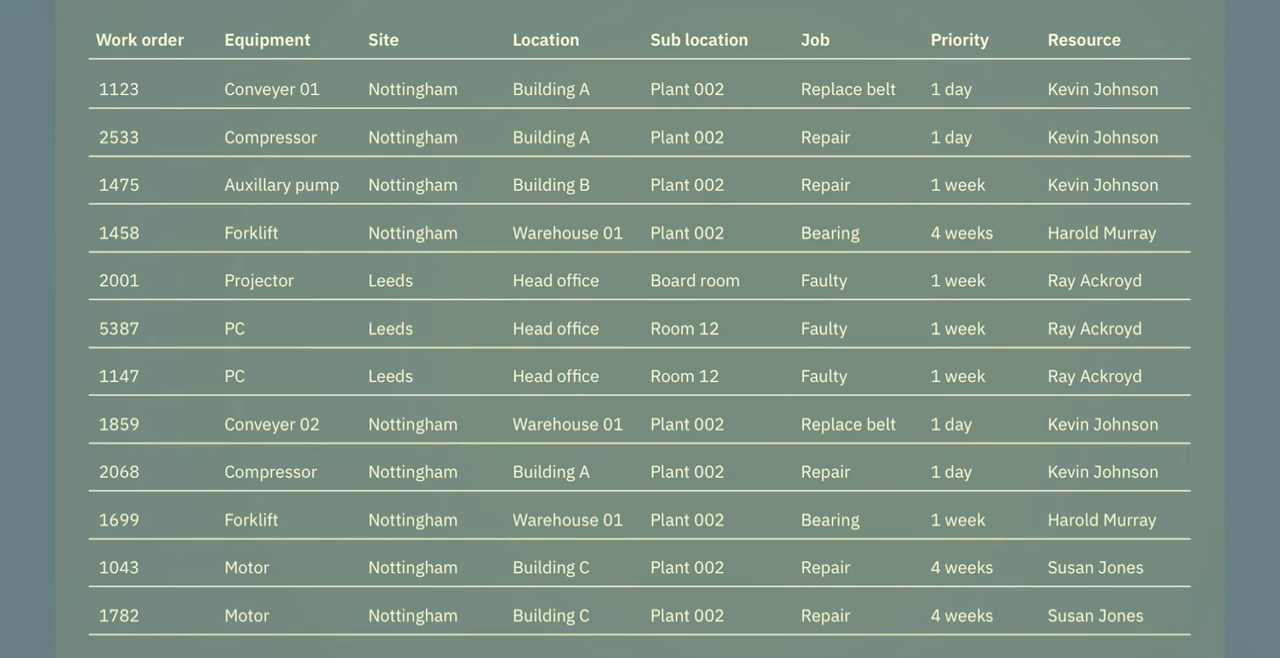 Work order Equipment Site Location Sub location Job Priority Resource
1123 Conveyer 01 Nottingham Building A Plant 002 Replace belt 1 day Kevin Johnson
2533 Compressor Nottingham Building A Plant 002 Repair 1 day Kevin Johnson
1475 Auxillary pump Nottingham Building B Plant 002 Repair 1 week Kevin Johnson
1458 Forklift Nottingham Warehouse 01 Plant 002 Bearing 4 weeks Harold Murray
2001 Projector Leeds Head office Board room Faulty 1 week Ray Ackroyd
5387 PC Leeds Head office Room 12 Faulty 1 week Ray Ackroyd
1147 PC Leeds Head office Room 12 Faulty 1 week Ray Ackroyd
1859 Conveyer 02 Nottingham Warehouse 01 Plant 002 Replace belt 1 day Kevin Johnson
2068 Compressor Nottingham Building A Plant 002 Repair 1 day Kevin Johnson
1699 Forklift Nottingham Warehouse 01 Plant 002 Bearing 1 week Harold Murray
1043 Motor Nottingham Building C Plant 002 Repair 4 weeks Susan Jones
1782 Motor Nottingham Building C Plant 002 Repair 4 weeks Susan Jones